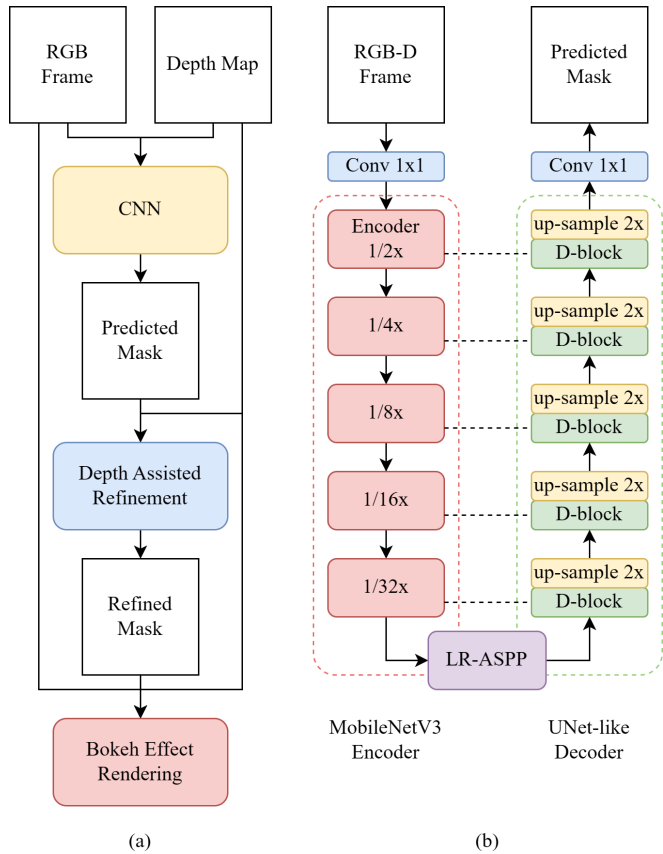 RGB
Frame
Depth Map
CNN
Predicted
Mask
Depth Assisted
Refinement
Refined
Mask
Bokeh Effect
Rendering
(a)
RGB-D
Frame
Conv 1x1
Encoder
1/2x
1/4x
1/8x
1/16x
1/32x
LR-ASPP
MobileNetV3
Encoder
Predicted
Mask
Conv 1x1
up-sample 2x
D-block
up-sample 2x
D-block
up-sample 2x
D-block
up-sample 2x
D-block
up-sample 2x
D-block
UNet-like
Decoder
(b)